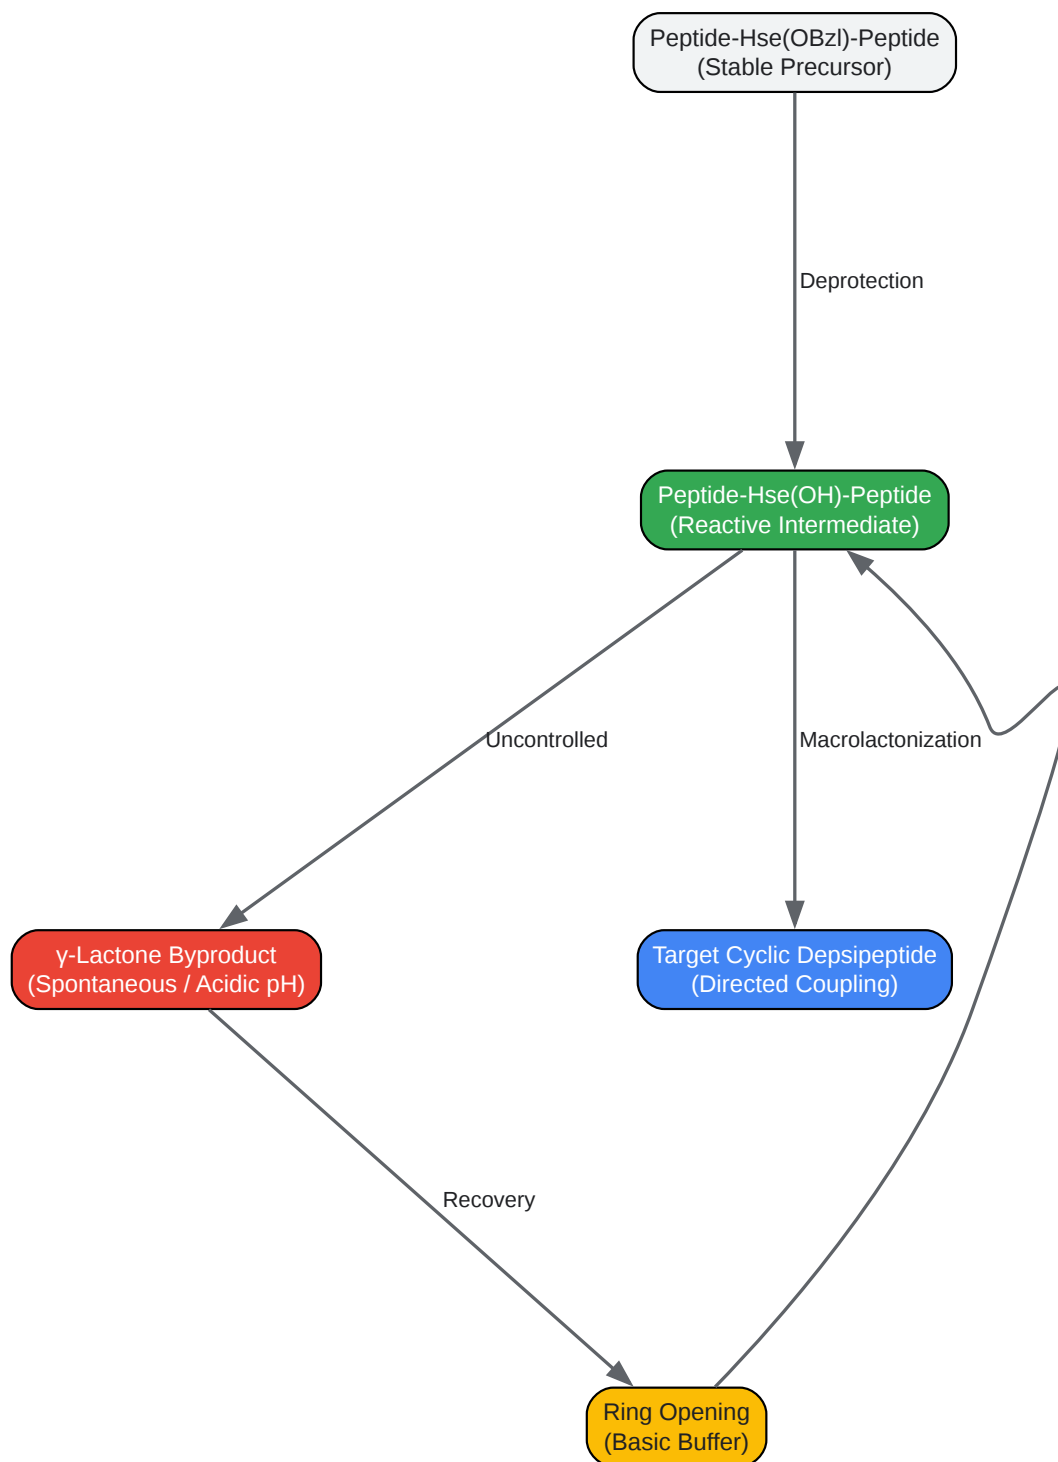 Peptide-Hse(OBzl)-Peptide
(Stable Precursor)
Deprotection
Peptide-Hse(OH)-Peptide
(Reactive Intermediate)
Uncontrolled
Macrolactonization
γ-Lactone Byproduct
(Spontaneous / Acidic pH)
Target Cyclic Depsipeptide
(Directed Coupling)
Recovery
Ring Opening
(Basic Buffer)